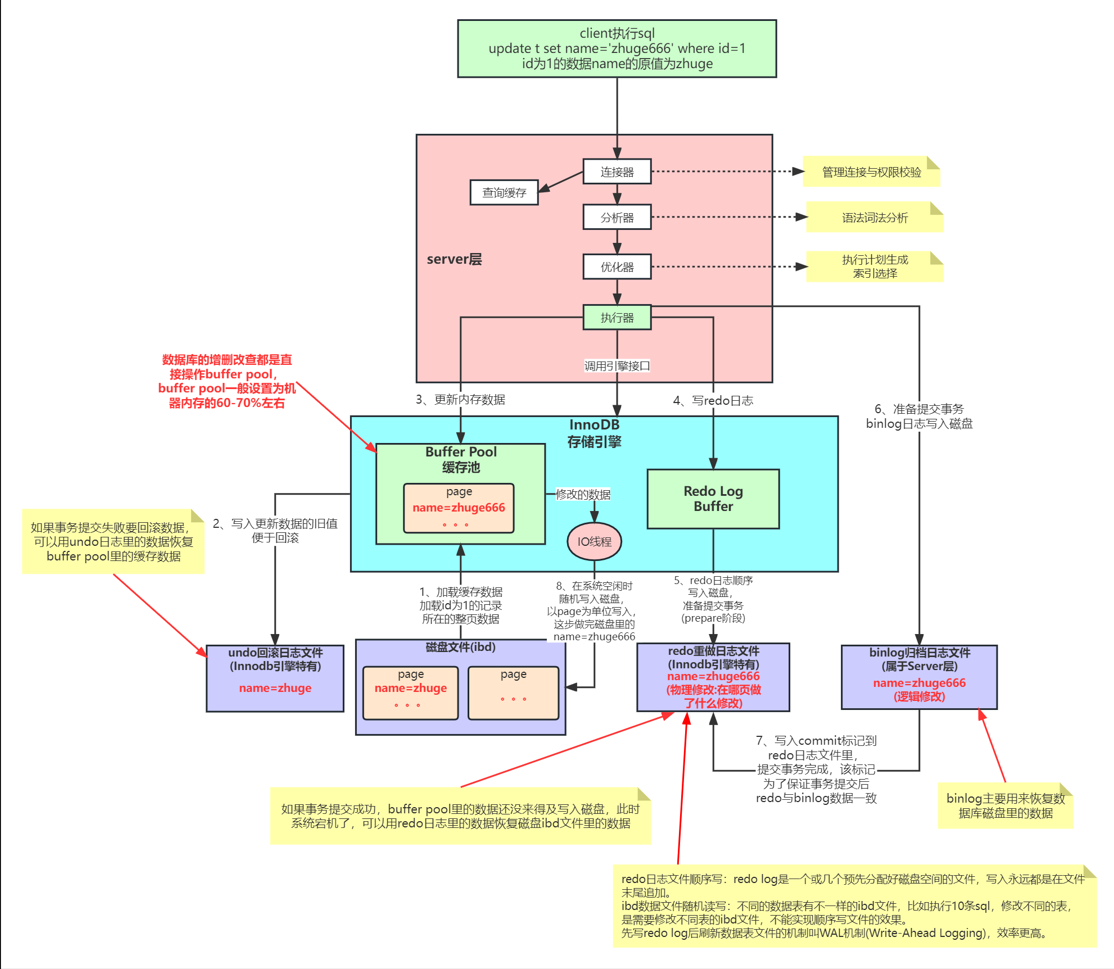 client执行sql
update t set name='zhuge666' where id=1
id为1的数据name的原值为zhuge
连接器
管理连接与权限校验
查询缓存
分析器
语法词法分析
server层
优化器
执行计划生成
索引选择
执行器
数据库的增删改查都是直
接操作buffer pool，
buffer pool一般设置为机
器内存的60-70%左右
调用引擎接口
3、更新内存数据
4、写redo日志
6、准备提交事务
binlog日志写入磁盘
InnoDB
存储引擎
Buffer Pool
缓存池
page
name=zhuge666
。。。
修改的数据
IO线程
Redo Log
Buffer
如果事务提交失败要回滚数据，
可以用undo日志里的数据恢复
buffer pool里的缓存数据
2、写入更新数据的旧值
便于回滚
1、加载缓存数据
加载id为1的记录
所在的整页数据
8、在系统空闲时
随机写入磁盘，
以page为单位写入，
这步做完磁盘里的
name=zhuge666
5、redo日志顺序
写入磁盘，
准备提交事务
(prepare阶段)
undo回滚日志文件
(Innodb引擎特有)
name=zhuge
磁盘文件(ibd)
page
name=zhuge
。。。
page
。。。
redo重做日志文件
(Innodb引擎特有)
name=zhuge666
(物理修改:在哪页做
了什么修改)
binlog归档日志文件
(属于Server层)
name=zhuge666
(逻辑修改)
7、写入commit标记到
redo日志文件里，
提交事务完成，该标记
为了保证事务提交后
redo与binlog数据一致
如果事务提交成功，buffer pool里的数据还没来得及写入磁盘，此时
系统宕机了，可以用redo日志里的数据恢复磁盘ibd文件里的数据
binlog主要用来恢复数
据库磁盘里的数据
redo日志文件顺序写：redo log是一个或几个预先分配好磁盘空间的文件，写入永远都是在文件
末尾追加。
ibd数据文件随机读写：不同的数据表有不一样的ibd文件，比如执行10条sql，修改不同的表，
是需要修改不同表的ibd文件，不能实现顺序写文件的效果。
先写redo log后刷新数据表文件的机制叫WAL机制(Write-Ahead Logging)，效率更高。